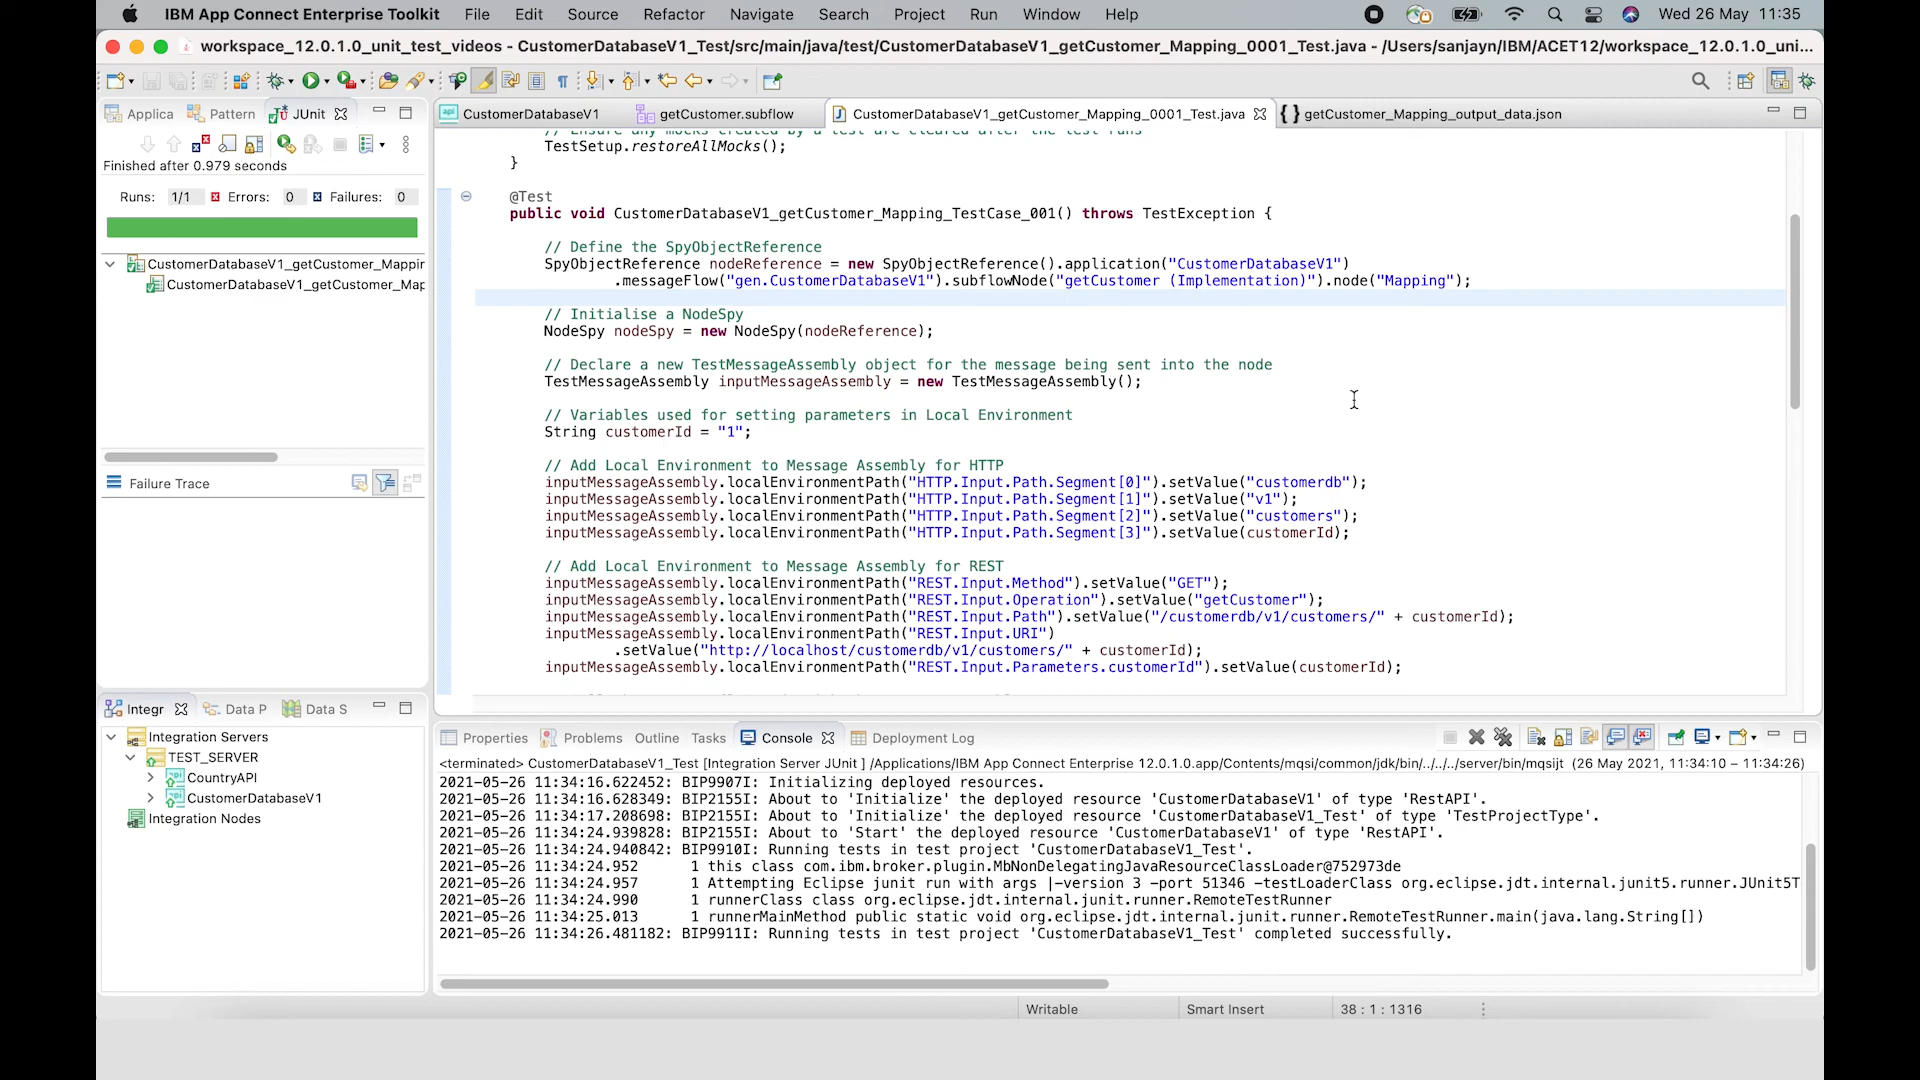 IBM App Connect Enterprise Toolkit File Edit Source Refactor Navigate Search Project Run Window Help Wed 26 May 11:35
workspace_12.0.1.0_unit_test_videos - CustomerDatabaseV1_Test/src/main/java/test/CustomerDatabaseV1_getCustomer_Mapping_0001_Test.java - /Users/sanjayn/IBM/ACET12/workspace_12.0.1.0_uni...
Applica Pattern JUnit
CustomerDatabaseV1 getCustomer.subflow CustomerDatabaseV1_getCustomer_Mapping_0001_Test.java getCustomer_Mapping_output_data.json
Finished after 0.979 seconds
Runs: 1/1 Errors: 0 Failures: 0
CustomerDatabaseV1_getCustomer_Mappir
CustomerDatabaseV1_getCustomer_Map
Failure Trace
// Ensure any mocks created by a test are cleared after the test runs
TestSetup.restoreAllMocks();
}
@Test
public void CustomerDatabaseV1_getCustomer_Mapping_TestCase_001() throws TestException {
// Define the SpyObjectReference
SpyObjectReference nodeReference = new SpyObjectReference().application("CustomerDatabaseV1")
.messageFlow("gen.CustomerDatabaseV1").subflowNode("getCustomer (Implementation)").node("Mapping");
// Initialise a NodeSpy
NodeSpy nodeSpy = new NodeSpy(nodeReference);
// Declare a new TestMessageAssembly object for the message being sent into the node
TestMessageAssembly inputMessageAssembly = new TestMessageAssembly();
// Variables used for setting parameters in Local Environment
String customerId = "1";
// Add Local Environment to Message Assembly for HTTP
inputMessageAssembly.localEnvironmentPath("HTTP.Input.Path.Segment[0]").setValue("customerdb");
inputMessageAssembly.localEnvironmentPath("HTTP.Input.Path.Segment[1]").setValue("v1");
inputMessageAssembly.localEnvironmentPath("HTTP.Input.Path.Segment[2]").setValue("customers");
inputMessageAssembly.localEnvironmentPath("HTTP.Input.Path.Segment[3]").setValue(customerId);
// Add Local Environment to Message Assembly for REST
inputMessageAssembly.localEnvironmentPath("REST.Input.Method").setValue("GET");
inputMessageAssembly.localEnvironmentPath("REST.Input.Operation").setValue("getCustomer");
inputMessageAssembly.localEnvironmentPath("REST.Input.Path").setValue("/customerdb/v1/customers/" + customerId);
inputMessageAssembly.localEnvironmentPath("REST.Input.URI")
.setValue("http://localhost/customerdb/v1/customers/" + customerId);
inputMessageAssembly.localEnvironmentPath("REST.Input.Parameters.customerId").setValue(customerId);
Integr Data P Data S
Integration Servers
TEST_SERVER
CountryAPI
CustomerDatabaseV1
Integration Nodes
Properties Problems Outline Tasks Console Deployment Log
<terminated> CustomerDatabaseV1_Test [Integration Server JUnit ] /Applications/IBM App Connect Enterprise 12.0.1.0.app/Contents/mqsi/common/jdk/bin/../../../server/bin/mqsijt (26 May 2021, 11:34:10 – 11:34:26)
2021-05-26 11:34:16.622452: BIP9907I: Initializing deployed resources.
2021-05-26 11:34:16.628349: BIP2155I: About to 'Initialize' the deployed resource 'CustomerDatabaseV1' of type 'RestAPI'.
2021-05-26 11:34:17.208698: BIP2155I: About to 'Initialize' the deployed resource 'CustomerDatabaseV1_Test' of type 'TestProjectType'.
2021-05-26 11:34:24.939828: BIP2155I: About to 'Start' the deployed resource 'CustomerDatabaseV1' of type 'RestAPI'.
2021-05-26 11:34:24.940842: BIP9910I: Running tests in test project 'CustomerDatabaseV1_Test'.
2021-05-26 11:34:24.952 1 this class com.ibm.broker.plugin.MbNonDelegatingJavaResourceClassLoader@752973de
2021-05-26 11:34:24.957 1 Attempting Eclipse junit run with args |-version 3 -port 51346 -testLoaderClass org.eclipse.jdt.internal.junit5.runner.JUnit5T
2021-05-26 11:34:24.990 1 runnerClass class org.eclipse.jdt.internal.junit.runner.RemoteTestRunner
2021-05-26 11:34:25.013 1 runnerMainMethod public static void org.eclipse.jdt.internal.junit.runner.RemoteTestRunner.main(java.lang.String[])
2021-05-26 11:34:26.481182: BIP9911I: Running tests in test project 'CustomerDatabaseV1_Test' completed successfully.
Writable Smart Insert 38 : 1 : 1316